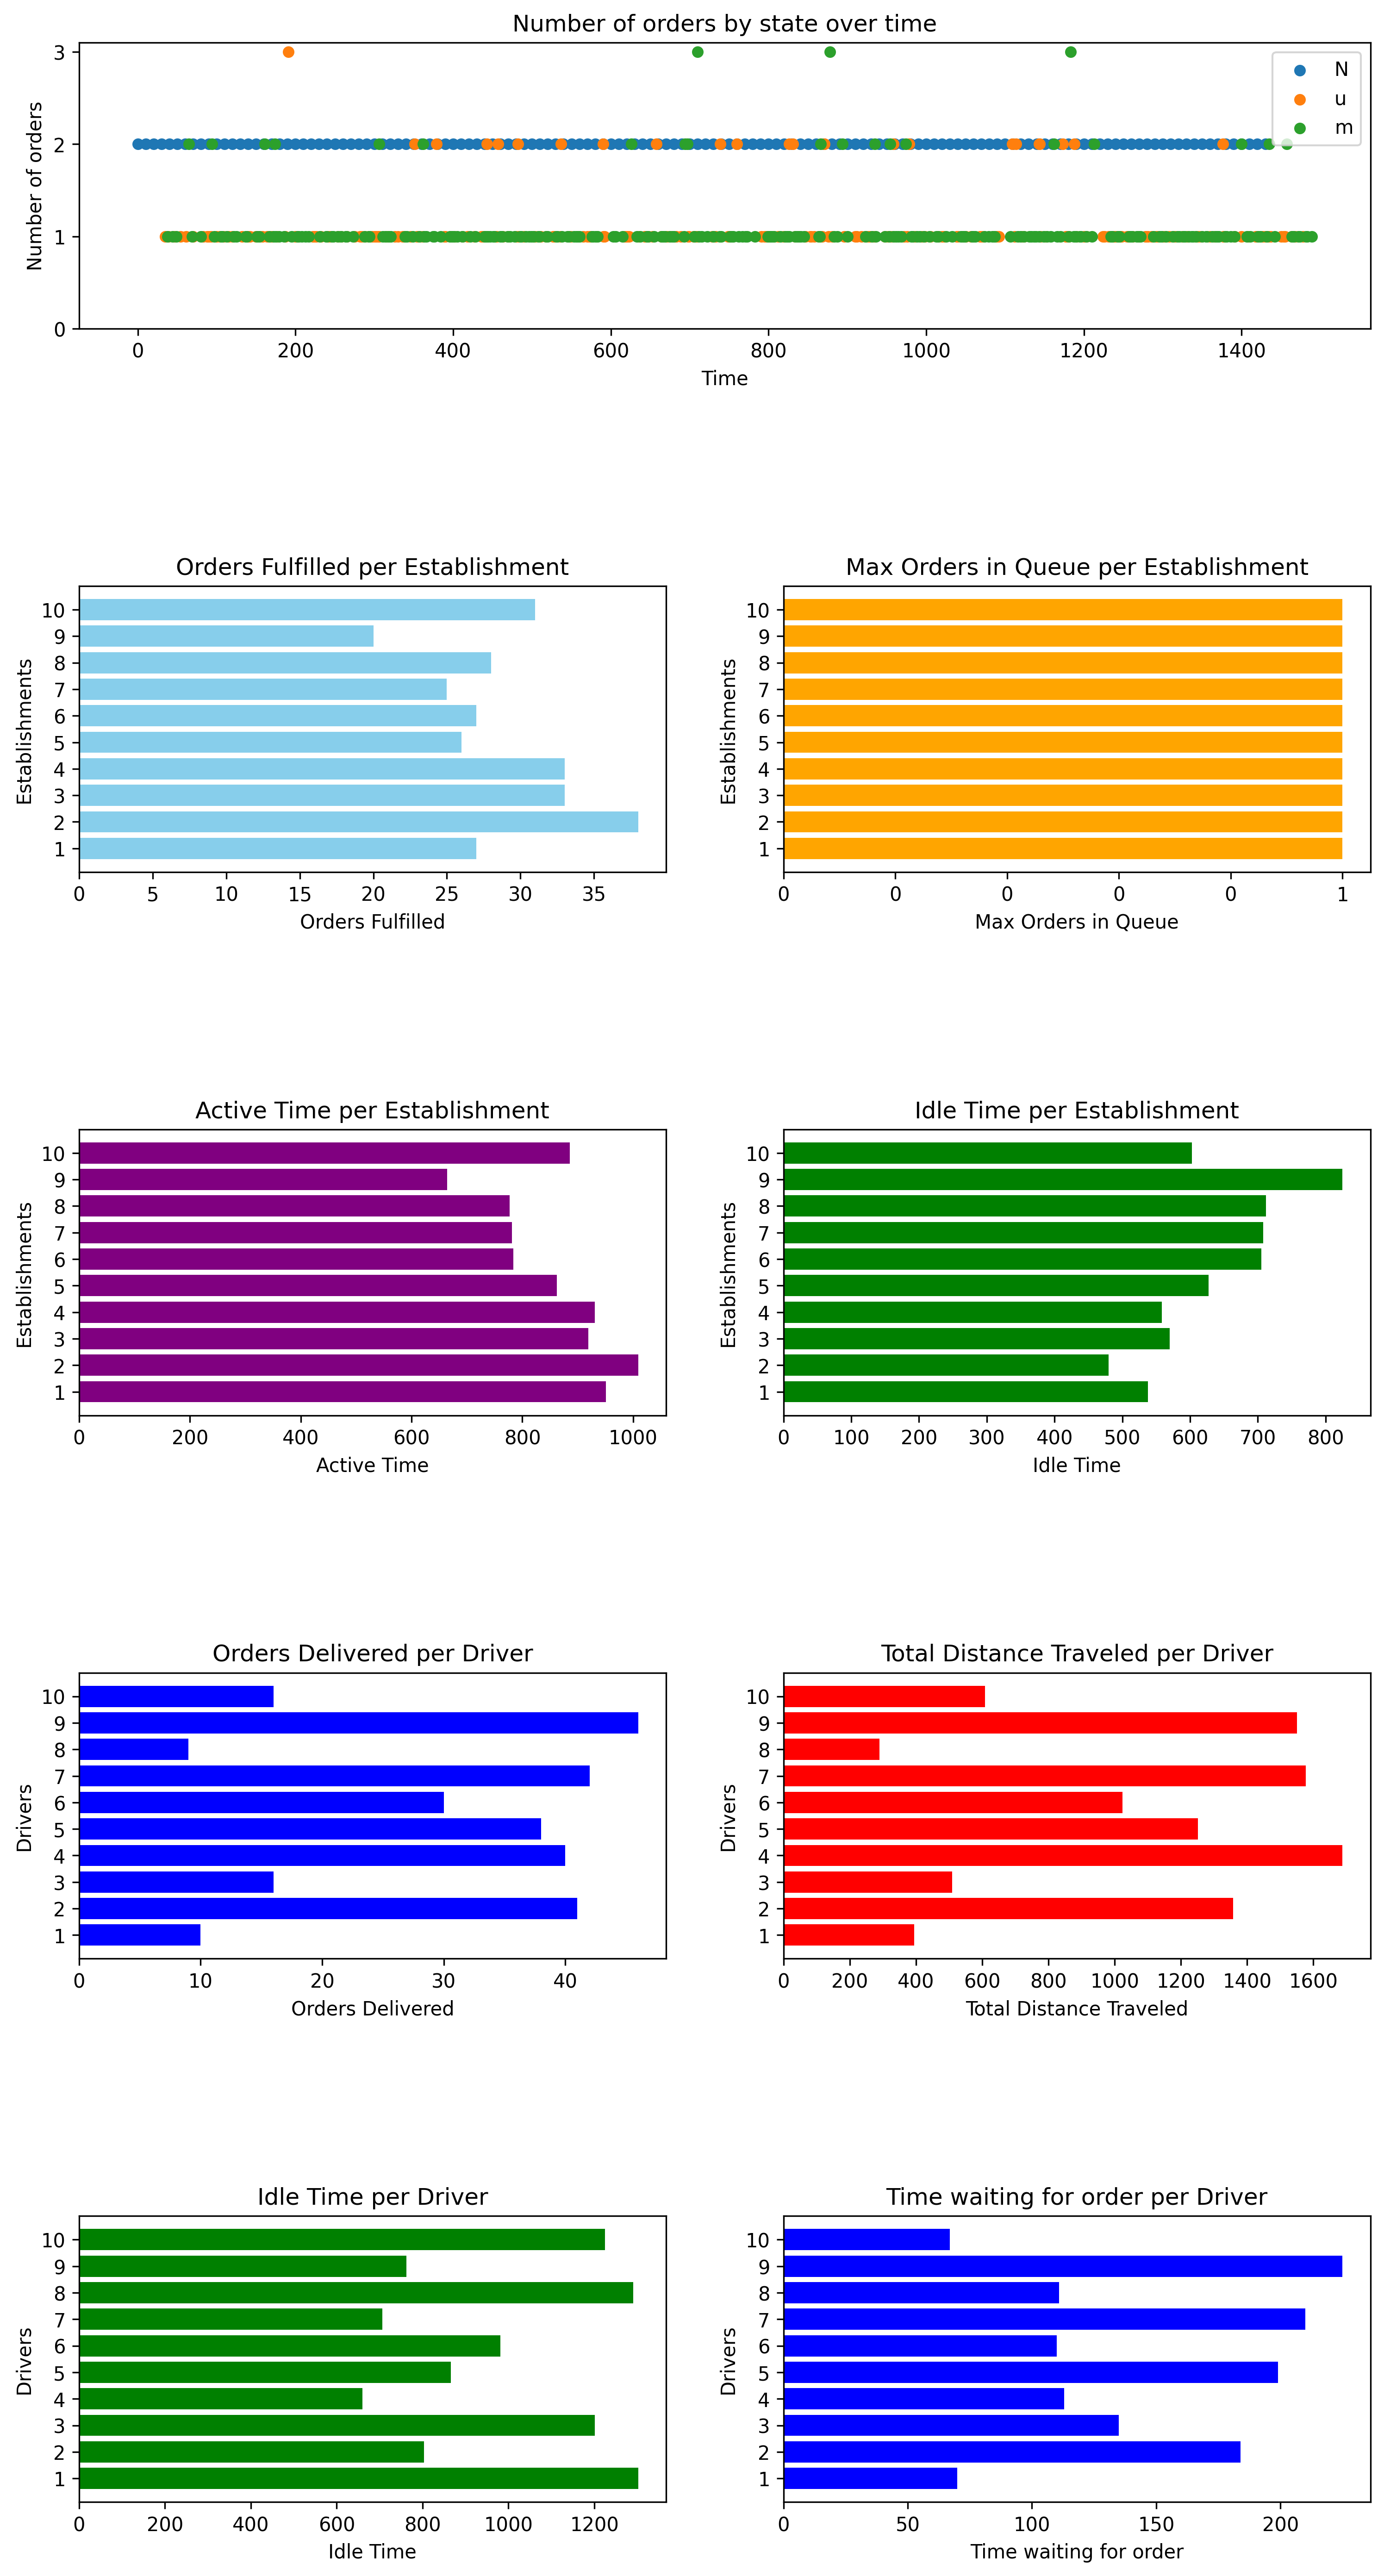 Number of orders by state over time
Number of orders
3
2
1
0
N
u
m
0 200 400 600 800 1000 1200 1400
Time
Orders Fulfilled per Establishment
Establishments
10
9
8
7
6
5
4
3
2
1
0 5 10 15 20 25 30 35
Orders Fulfilled
Max Orders in Queue per Establishment
Establishments
10
9
8
7
6
5
4
3
2
1
0 0 0 0 0 1
Max Orders in Queue
Active Time per Establishment
Establishments
10
9
8
7
6
5
4
3
2
1
0 200 400 600 800 1000
Active Time
Idle Time per Establishment
Establishments
10
9
8
7
6
5
4
3
2
1
0 100 200 300 400 500 600 700 800
Idle Time
Orders Delivered per Driver
Drivers
10
9
8
7
6
5
4
3
2
1
0 10 20 30 40
Orders Delivered
Total Distance Traveled per Driver
Drivers
10
9
8
7
6
5
4
3
2
1
0 200 400 600 800 1000 1200 1400 1600
Total Distance Traveled
Idle Time per Driver
Drivers
10
9
8
7
6
5
4
3
2
1
0 200 400 600 800 1000 1200
Idle Time
Time waiting for order per Driver
Drivers
10
9
8
7
6
5
4
3
2
1
0 50 100 150 200
Time waiting for order